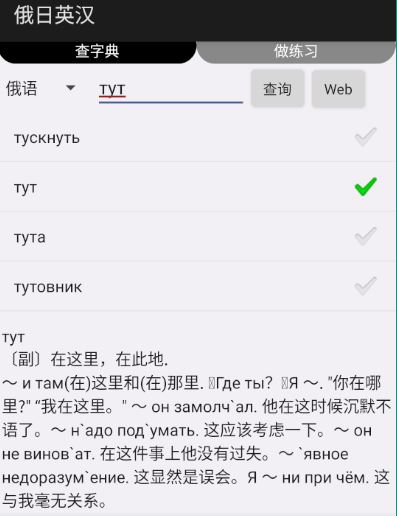 俄日英汉
查字典 做练习
俄语 тут 查询 Web
тускнуть
тут
тута
тутовник
тут
〔副〕在这里，在此地.
～ и там(在)这里和(在)那里. Где ты？ Я ～. "你在哪
里?" “我在这里。" ～ он замолч`ал. 他在这时候沉默不
语了。～ н`адо под`умать. 这应该考虑一下。～ он
не винов`ат. 在这件事上他没有过失。～ `явное
недоразум`ение. 这显然是误会。Я ～ ни при чём. 这
与我毫无关系。